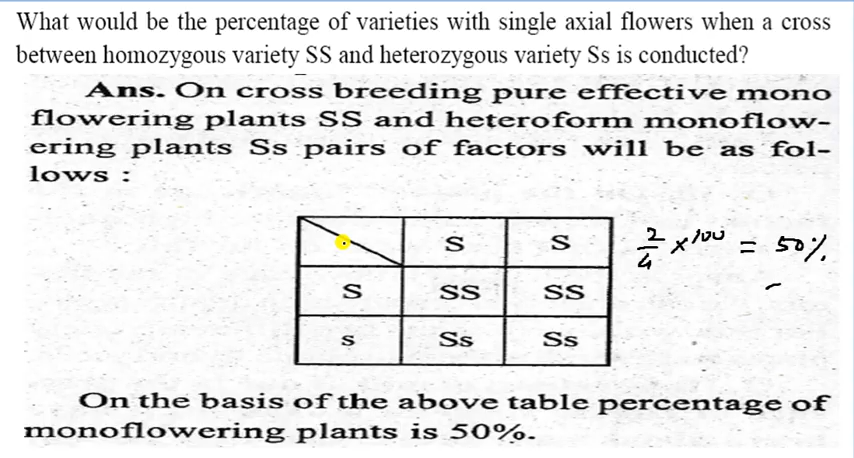 What would be the percentage of varieties with single axial flowers when a cross
between homozygous variety SS and heterozygous variety Ss is conducted?
Ans. On cross breeding pure effective mono
flowering plants SS and heteroform monoflow-
ering plants Ss pairs of factors will be as fol-
lows :
S S
S SS SS
s Ss Ss
2/4 x 100 = 50%
On the basis of the above table percentage of
monoflowering plants is 50%.